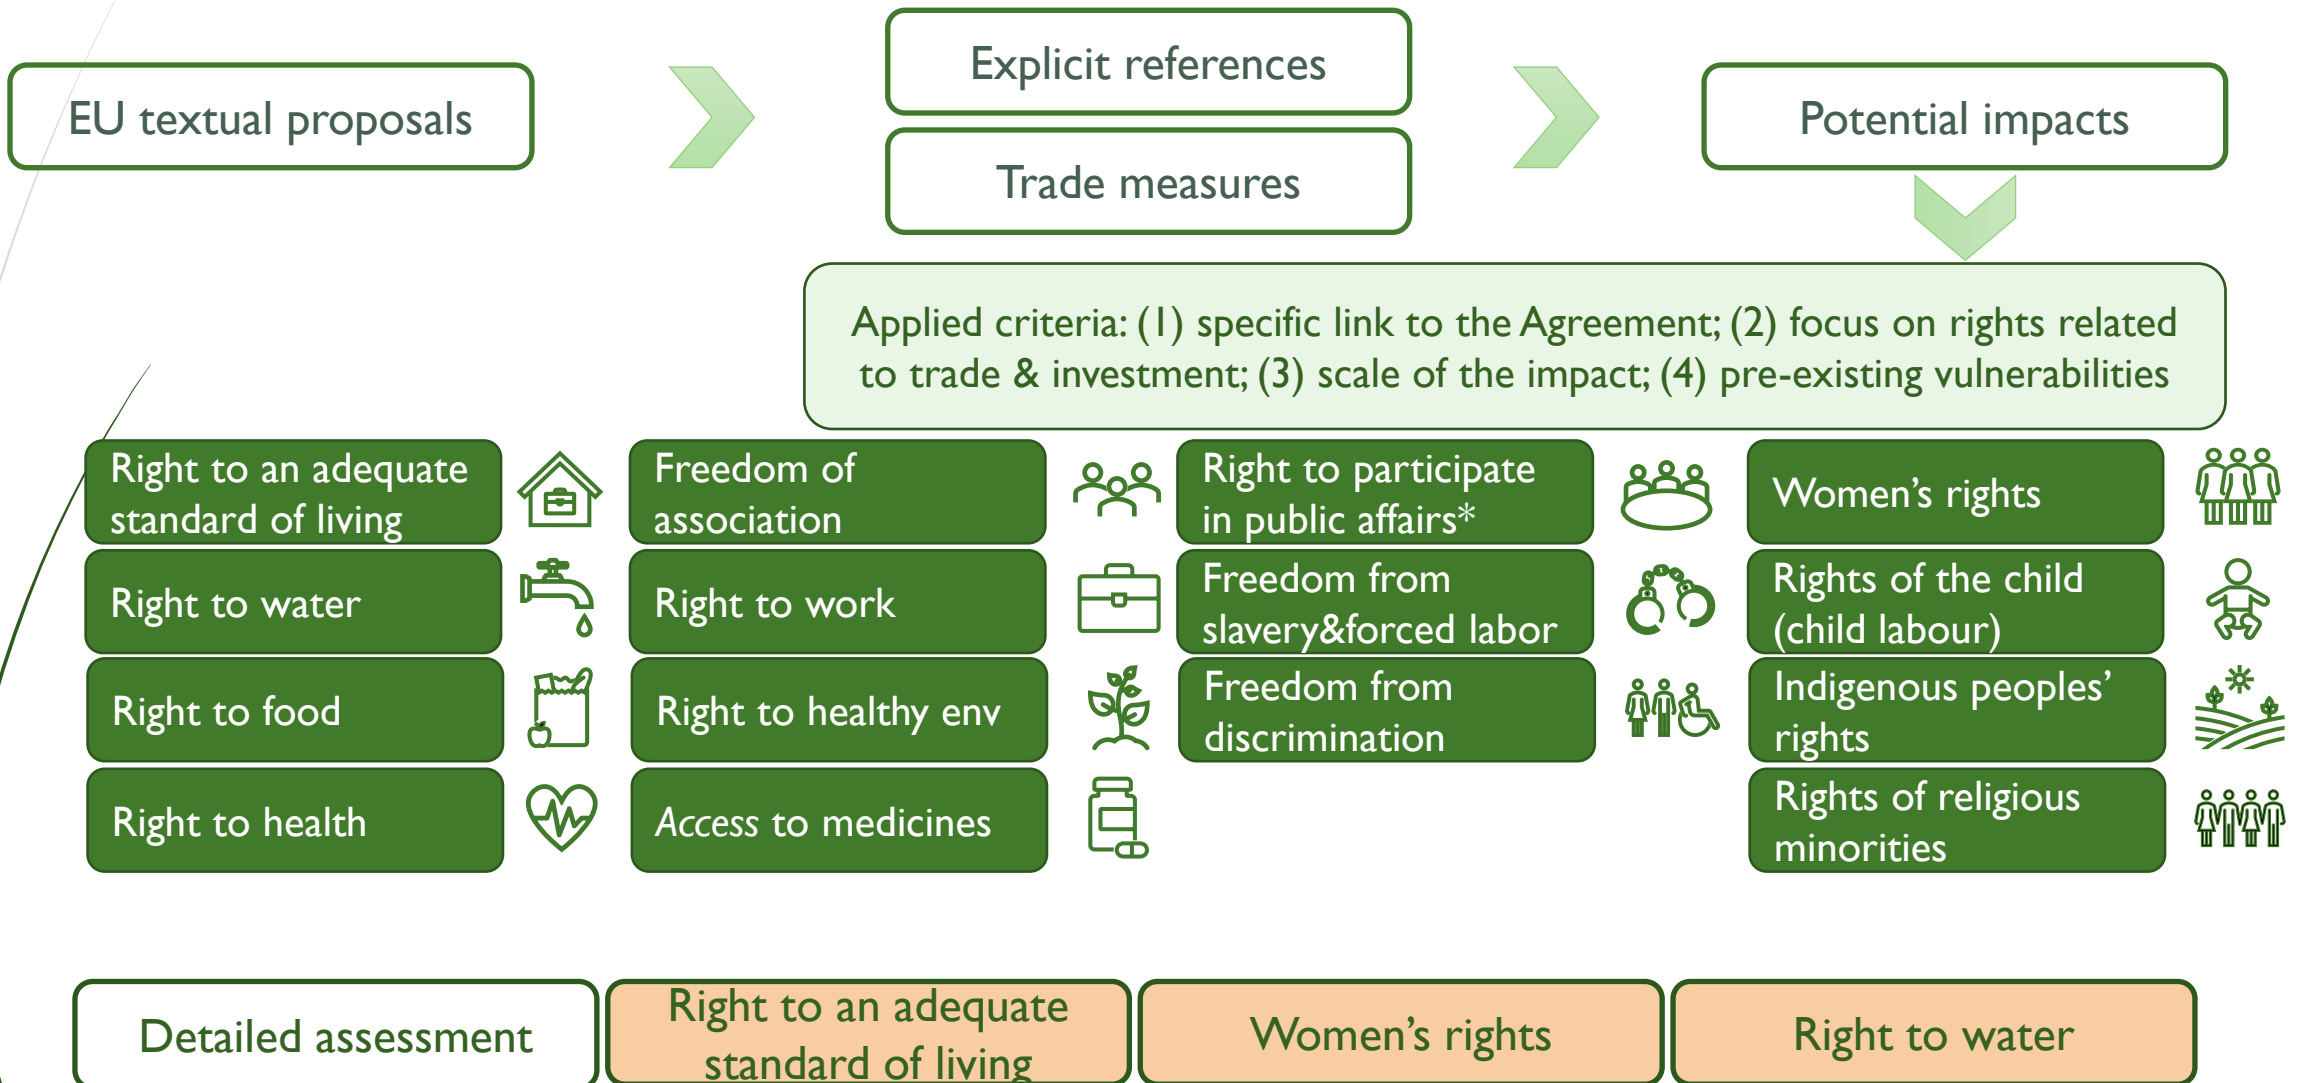 EU textual proposals
Explicit references
Trade measures
Potential impacts
Applied criteria: (1) specific link to the Agreement; (2) focus on rights related
to trade & investment; (3) scale of the impact; (4) pre-existing vulnerabilities
Right to an adequate
standard of living
Right to water
Right to food
Right to health
Freedom of
association
Right to work
Right to healthy env
Access to medicines
Right to participate
in public affairs*
Freedom from
slavery&forced labor
Freedom from
discrimination
Women’s rights
Rights of the child
(child labour)
Indigenous peoples’
rights
Rights of religious
minorities
Detailed assessment
Right to an adequate
standard of living
Women’s rights
Right to water